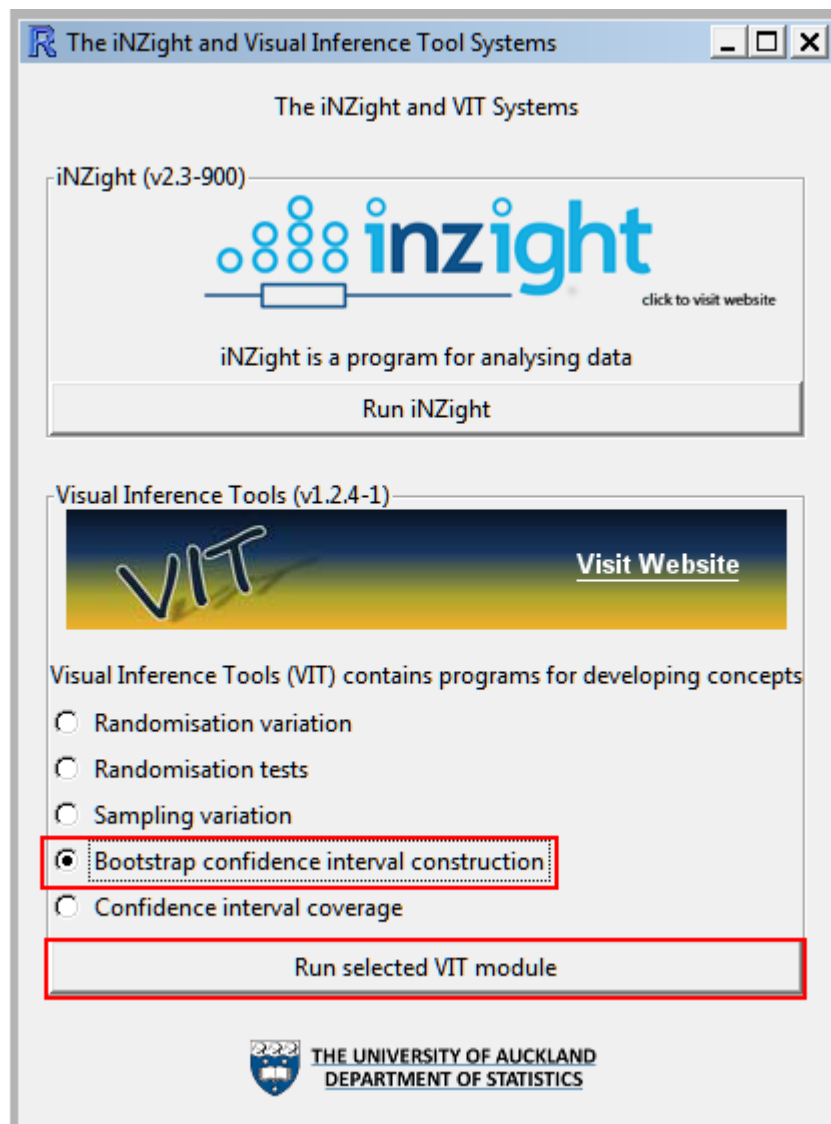 The iNZight and Visual Inference Tool Systems
The iNZight and VIT Systems
iNZight (v2.3-900)
inzight
click to visit website
iNZight is a program for analysing data
Run iNZight
Visual Inference Tools (v1.2.4-1)
VIT
Visit Website
Visual Inference Tools (VIT) contains programs for developing concepts
Randomisation variation
Randomisation tests
Sampling variation
Bootstrap confidence interval construction
Confidence interval coverage
Run selected VIT module
THE UNIVERSITY OF AUCKLAND
DEPARTMENT OF STATISTICS